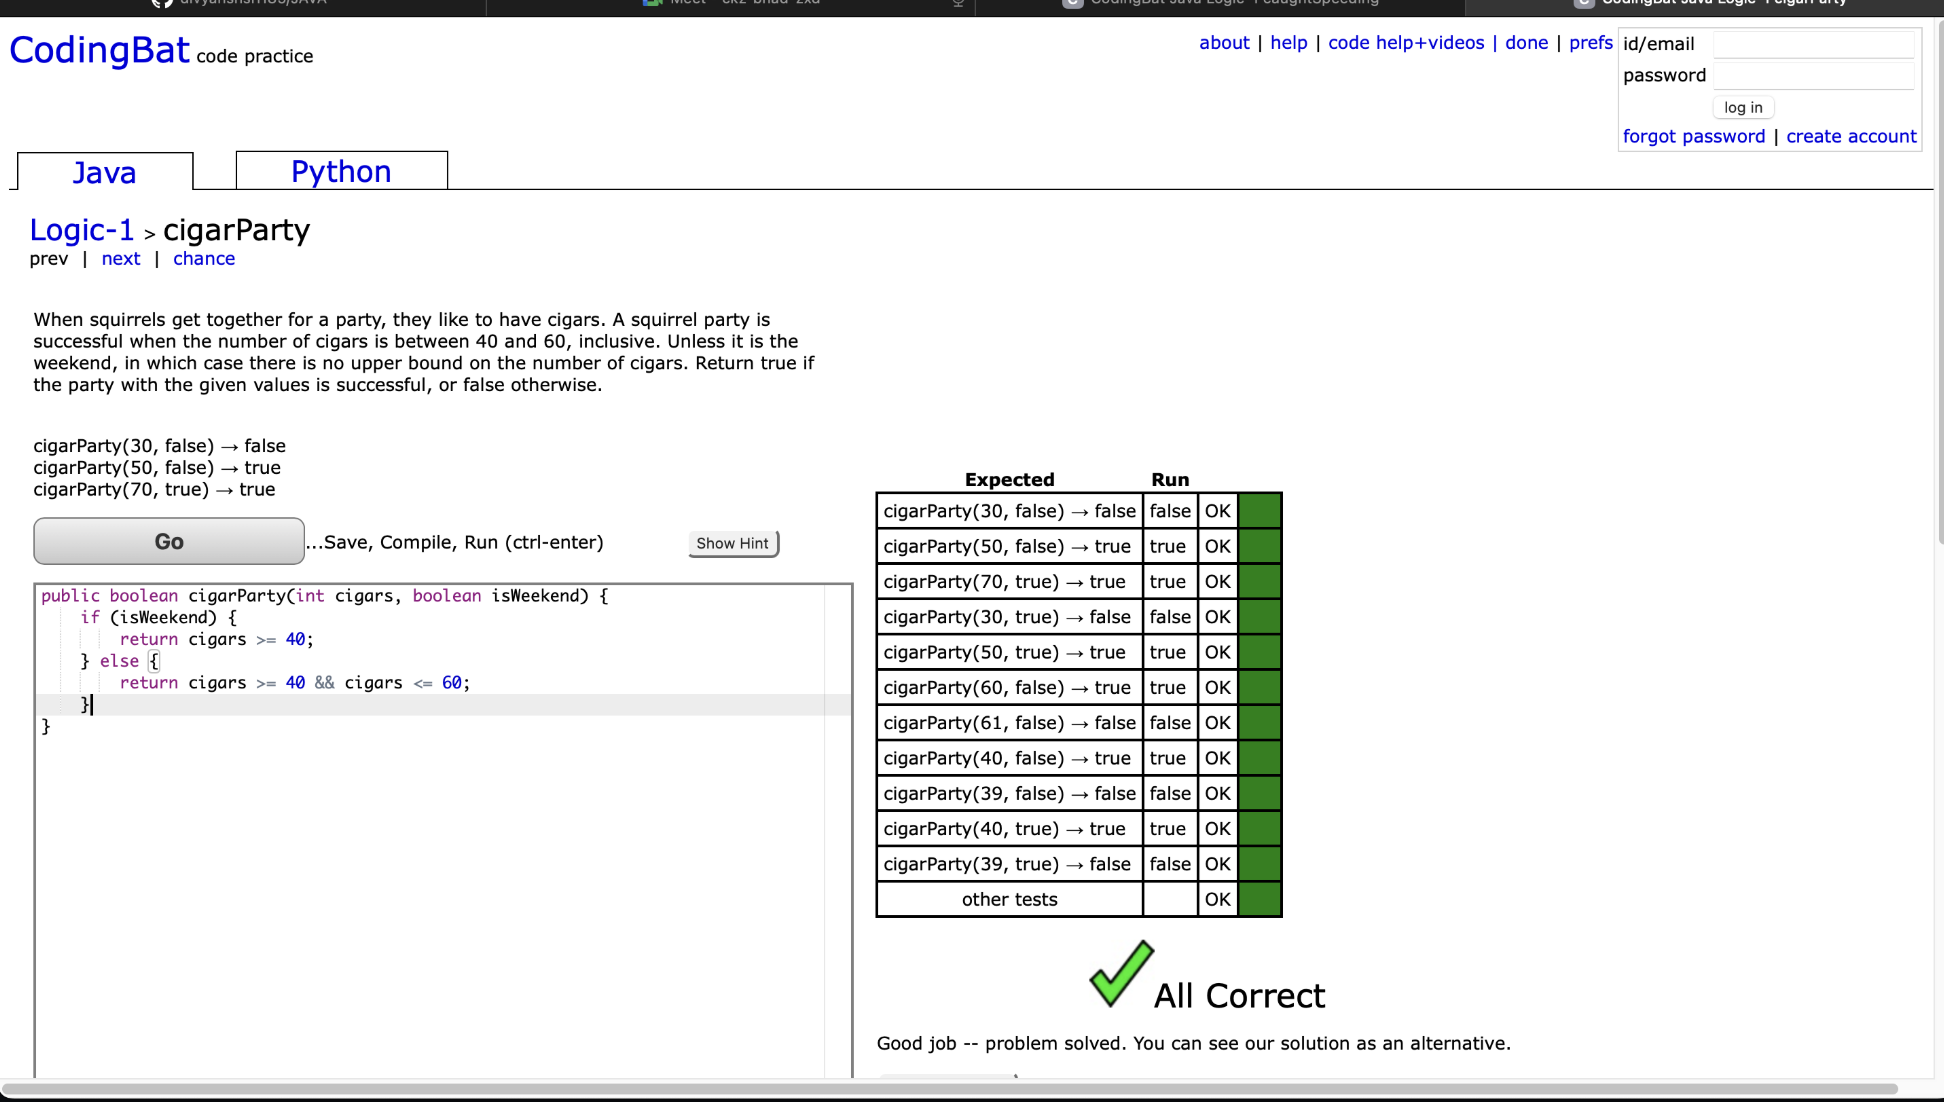 CodingBat code practice
about | help | code help+videos | done | prefs
id/email
password
log in
forgot password | create account
Java
Python
Logic-1 > cigarParty
prev | next | chance
When squirrels get together for a party, they like to have cigars. A squirrel party is
successful when the number of cigars is between 40 and 60, inclusive. Unless it is the
weekend, in which case there is no upper bound on the number of cigars. Return true if
the party with the given values is successful, or false otherwise.
cigarParty(30, false) → false
cigarParty(50, false) → true
cigarParty(70, true) → true
Go ...Save, Compile, Run (ctrl-enter) Show Hint
public boolean cigarParty(int cigars, boolean isWeekend) {
if (isWeekend) {
return cigars >= 40;
} else {
return cigars >= 40 && cigars <= 60;
}
}
Expected Run
cigarParty(30, false) → false false OK
cigarParty(50, false) → true true OK
cigarParty(70, true) → true true OK
cigarParty(30, true) → false false OK
cigarParty(50, true) → true true OK
cigarParty(60, false) → true true OK
cigarParty(61, false) → false false OK
cigarParty(40, false) → true true OK
cigarParty(39, false) → false false OK
cigarParty(40, true) → true true OK
cigarParty(39, true) → false false OK
other tests OK
All Correct
Good job -- problem solved. You can see our solution as an alternative.